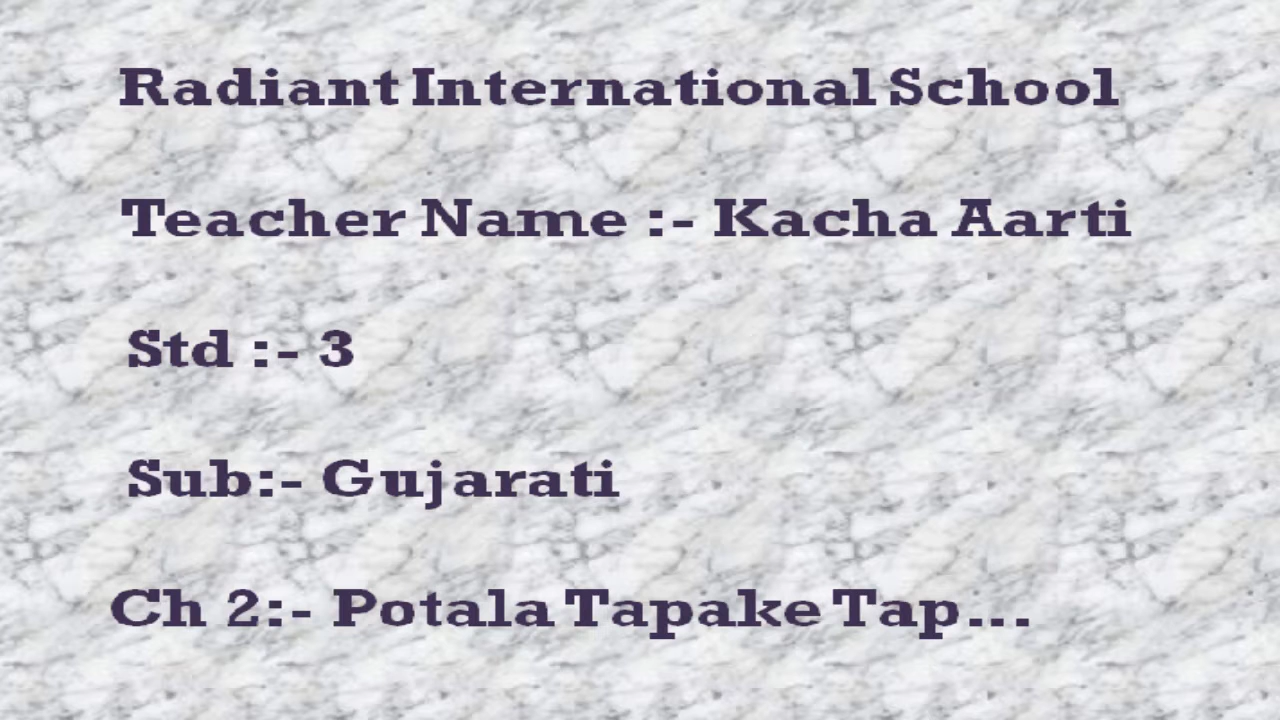 Radiant International School
Teacher Name :- Kacha Aarti
Std :- 3
Sub:- Gujarati
Ch 2:- Potala Tapake Tap...